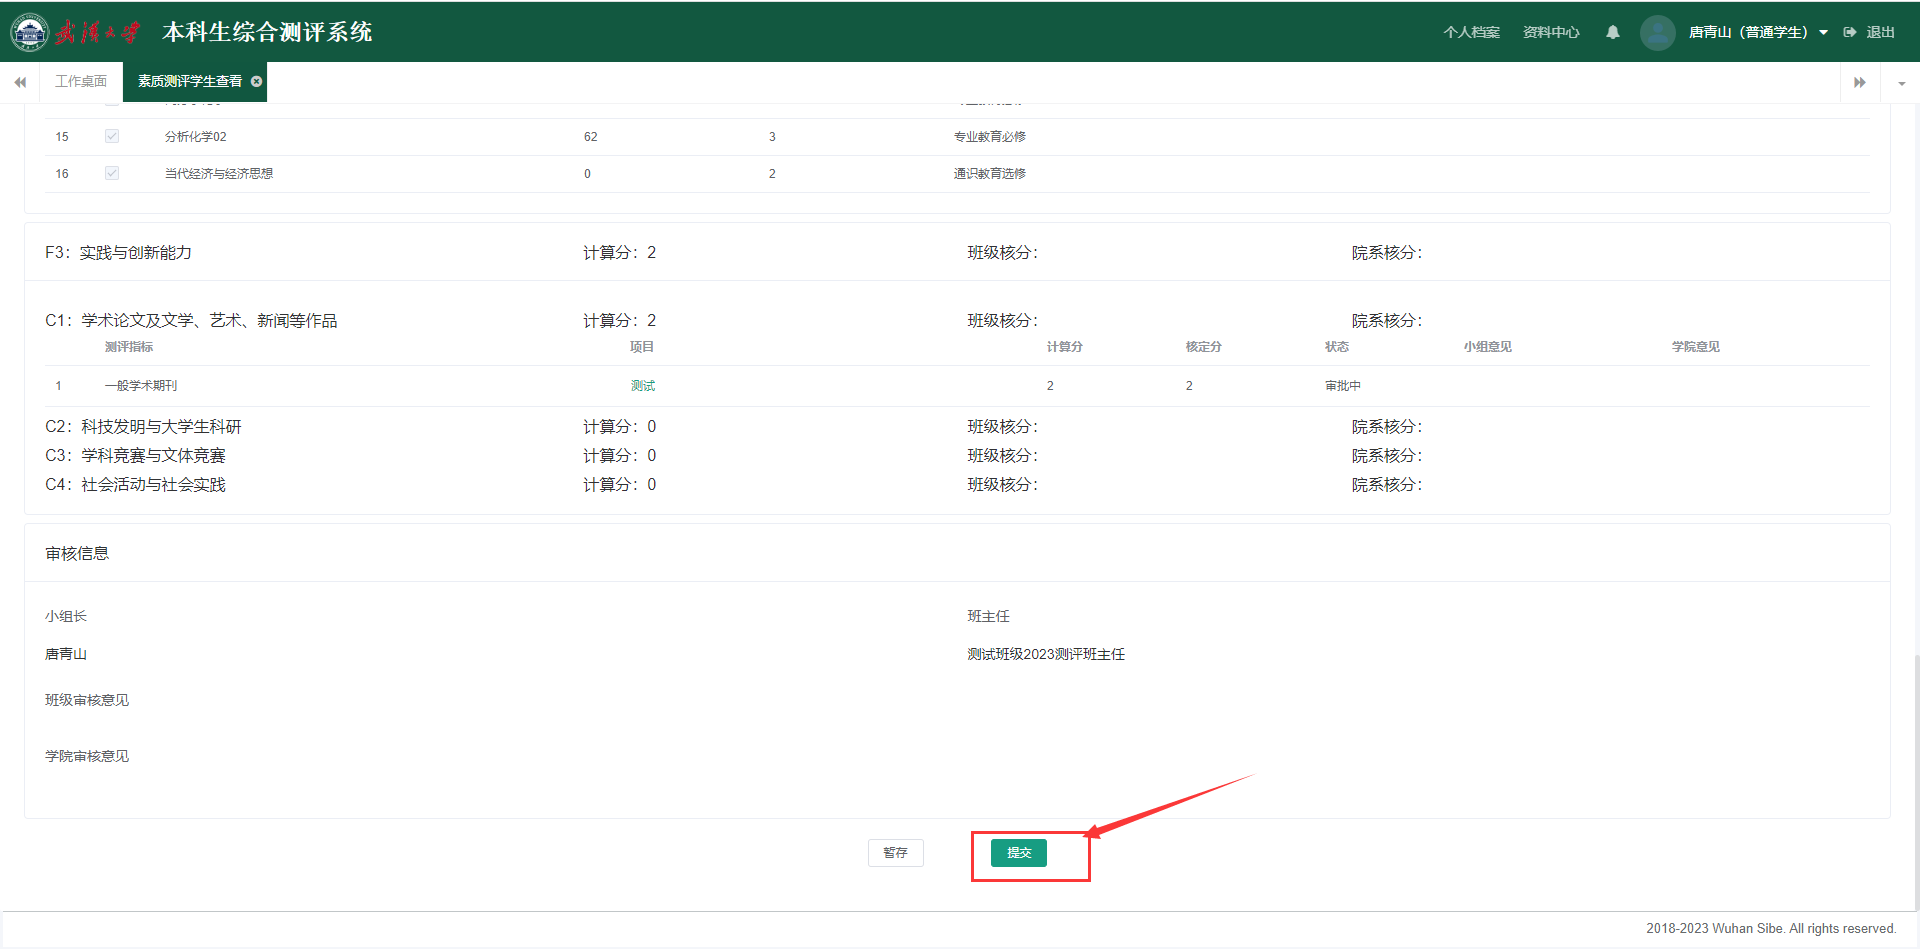 武汉大学 本科生综合测评系统 个人档案 资料中心 唐青山（普通学生） 退出
工作桌面 素质测评学生查看
15 分析化学02 62 3 专业教育必修
16 当代经济与经济思想 0 2 通识教育选修
F3：实践与创新能力 计算分：2 班级核分： 院系核分：
C1：学术论文及文学、艺术、新闻等作品 计算分：2 班级核分： 院系核分：
测评指标 项目 计算分 核定分 状态 小组意见 学院意见
1 一般学术期刊 测试 2 2 审批中
C2：科技发明与大学生科研 计算分：0 班级核分： 院系核分：
C3：学科竞赛与文体竞赛 计算分：0 班级核分： 院系核分：
C4：社会活动与社会实践 计算分：0 班级核分： 院系核分：
审核信息
小组长 班主任
唐青山 测试班级2023测评班主任
班级审核意见
学院审核意见
暂存 提交
2018-2023 Wuhan Sibe. All rights reserved.